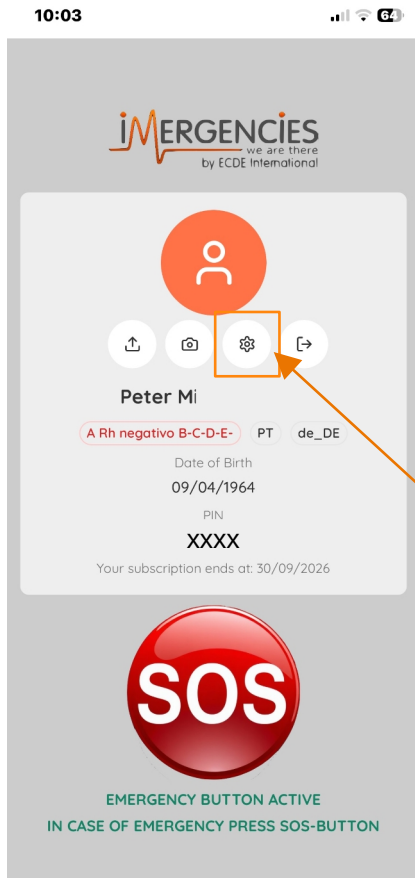 10:03
64
iMERGENCIES
we are there
by ECDE International
Peter Mi
A Rh negativo B-C-D-E- PT de_DE
Date of Birth
09/04/1964
PIN
XXXX
Your subscription ends at: 30/09/2026
SOS
EMERGENCY BUTTON ACTIVE
IN CASE OF EMERGENCY PRESS SOS-BUTTON